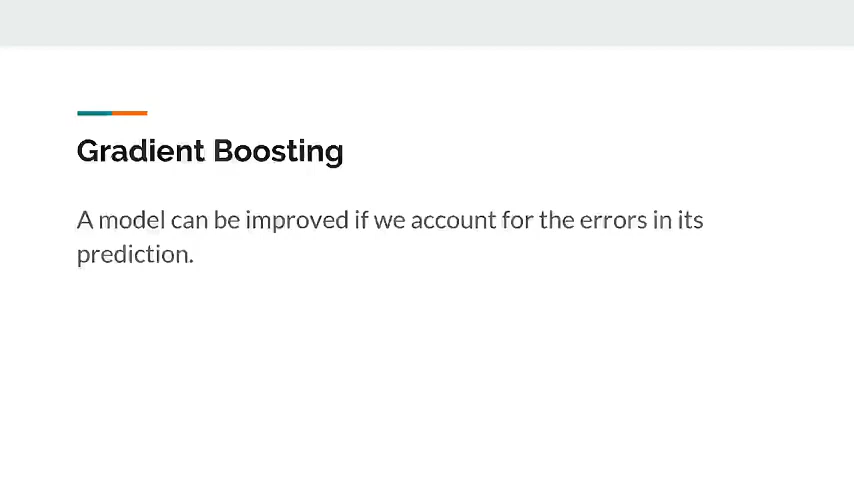 Gradient Boosting
A model can be improved if we account for the errors in its
prediction.